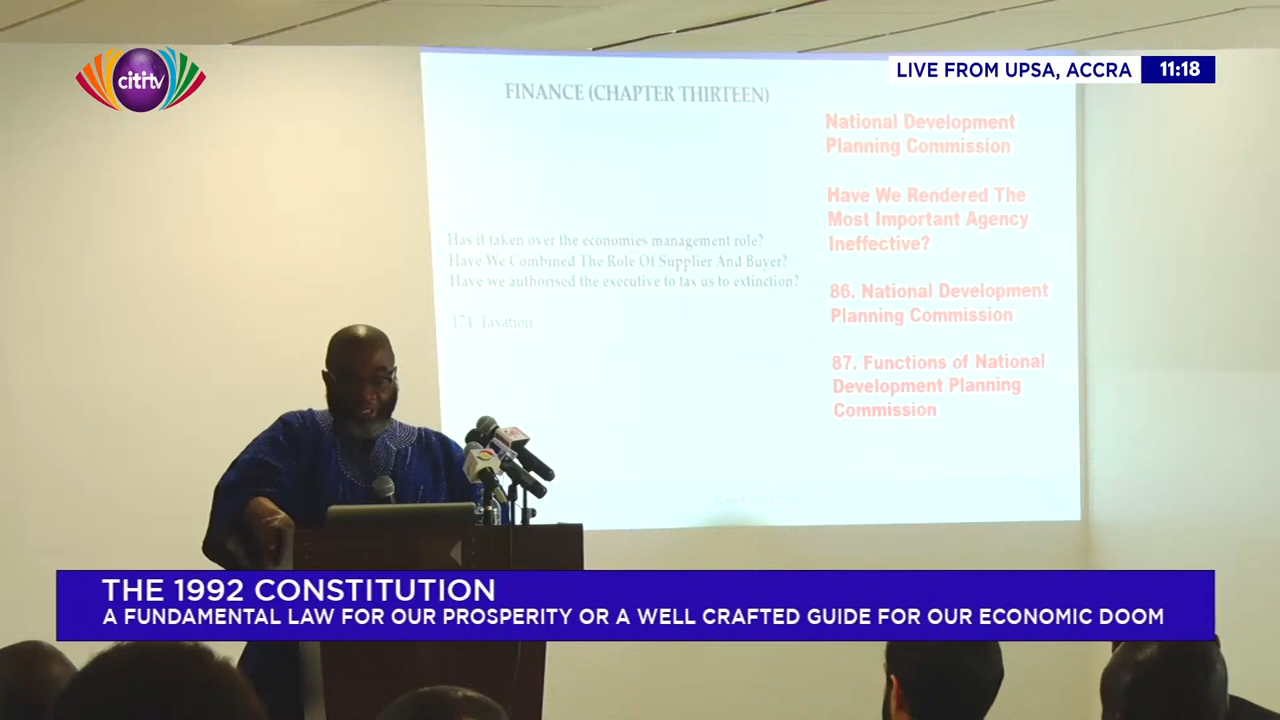 citi tv
LIVE FROM UPSA, ACCRA
11:18
FINANCE (CHAPTER THIRTEEN)
Has it taken over the economies management role?
Have We Combined The Role Of Supplier And Buyer?
Have we authorised the executive to tax us to extinction?
174. Taxation
National Development
Planning Commission
Have We Rendered The
Most Important Agency
Ineffective?
86. National Development
Planning Commission
87. Functions of National
Development Planning
Commission
THE 1992 CONSTITUTION
A FUNDAMENTAL LAW FOR OUR PROSPERITY OR A WELL CRAFTED GUIDE FOR OUR ECONOMIC DOOM